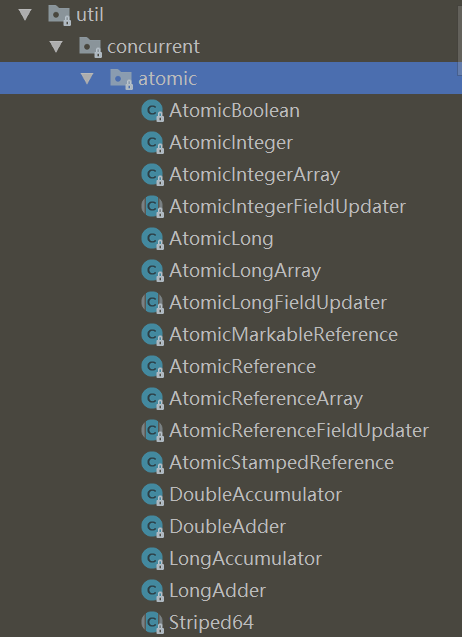 util
concurrent
atomic
AtomicBoolean
AtomicInteger
AtomicIntegerArray
AtomicIntegerFieldUpdater
AtomicLong
AtomicLongArray
AtomicLongFieldUpdater
AtomicMarkableReference
AtomicReference
AtomicReferenceArray
AtomicReferenceFieldUpdater
AtomicStampedReference
DoubleAccumulator
DoubleAdder
LongAccumulator
LongAdder
Striped64